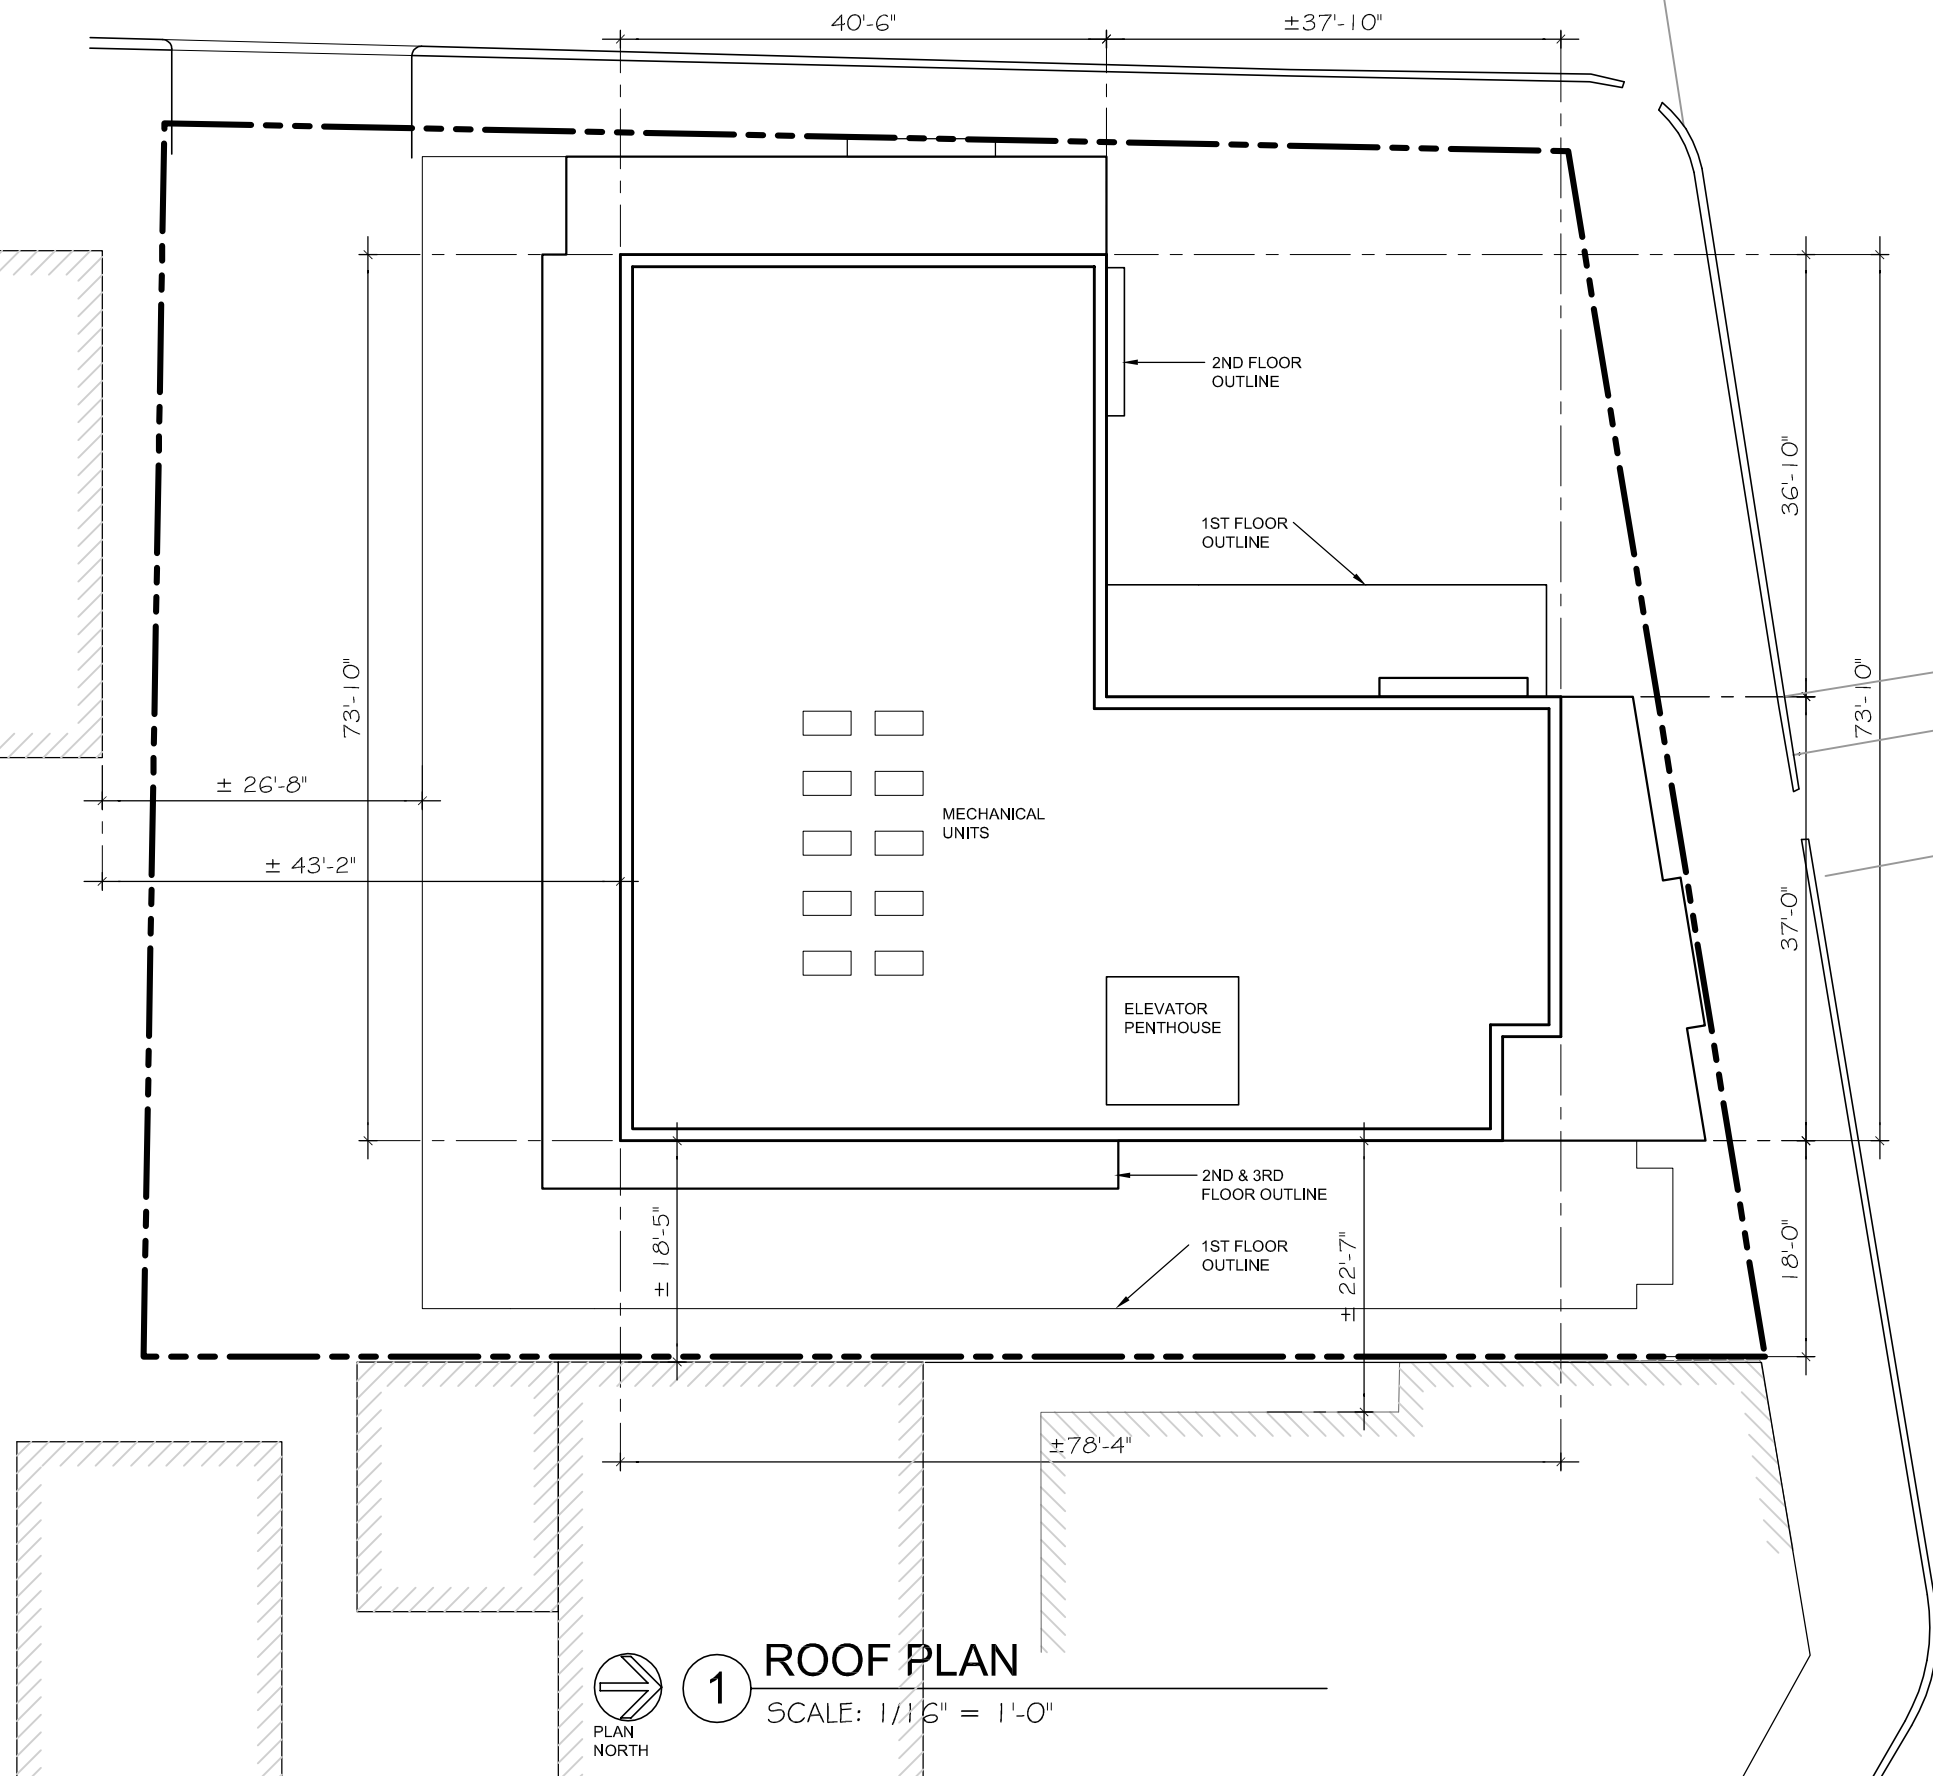 40'-6"
±37'-10"
2ND FLOOR
OUTLINE
36'-10"
1ST FLOOR
OUTLINE
73'-10"
73'-10"
± 26'-8"
MECHANICAL
UNITS
± 43'-2"
37'-0"
ELEVATOR
PENTHOUSE
2ND & 3RD
FLOOR OUTLINE
± 18'-5"
1ST FLOOR
OUTLINE
± 22'-7"
18'-0"
±78'-4"
PLAN
NORTH
1
ROOF PLAN
SCALE: 1/16" = 1'-0"